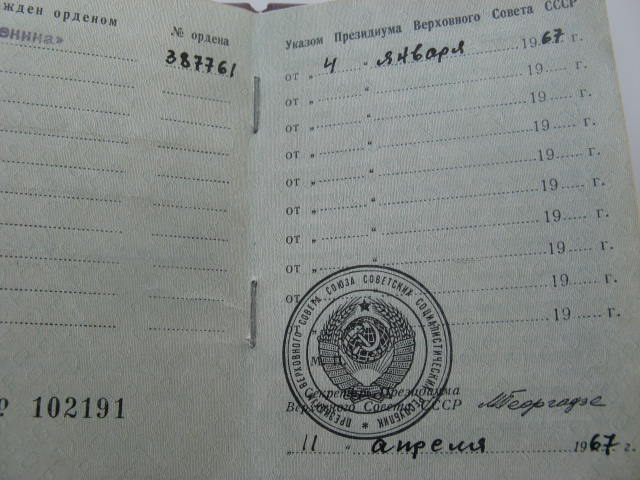 жден орденом
№ ордена
енина»
387761
Указом Президиума Верховного Совета СССР
от „ 4 “ января 1967 г.
от „ “ 19 г.
от „ “ 19 г.
от „ “ 19 г.
от „ “ 19 г.
от „ “ 19 г.
от „ “ 19 г.
от „ “ 19 г.
от „ “ 19 г.
от 19 г.
„ 19 г.
ПРЕЗИДИУМ ВЕРХОВНОГО СОВЕТА СОЮЗА СОВЕТСКИХ СОЦИАЛИСТИЧЕСКИХ РЕСПУБЛИК
М. П.
Секретарь Президиума
Верховного Совета СССР
М Георгадзе
„ 11 “ апреля 1967 г.
№ 102191